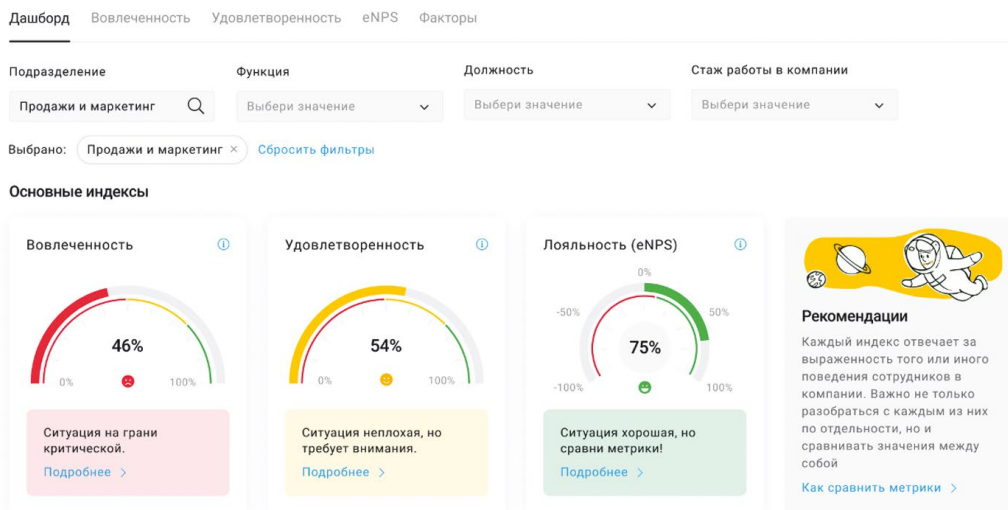 Дашборд Вовлеченность Удовлетворенность eNPS Факторы
Подразделение Функция Должность Стаж работы в компании
Продажи и маркетинг Выбери значение Выбери значение Выбери значение
Выбрано: Продажи и маркетинг × Сбросить фильтры
Основные индексы
Вовлеченность
46%
0% 100%
Ситуация на грани
критической.
Подробнее >
Удовлетворенность
54%
0% 100%
Ситуация неплохая, но
требует внимания.
Подробнее >
Лояльность (eNPS)
0%
-50% 50%
75%
-100% 100%
Ситуация хорошая, но
сравни метрики!
Подробнее >
Рекомендации
Каждый индекс отвечает за
выраженность того или иного
поведения сотрудников в
компании. Важно не только
разобраться с каждым из них
по отдельности, но и
сравнивать значения между
собой
Как сравнить метрики >